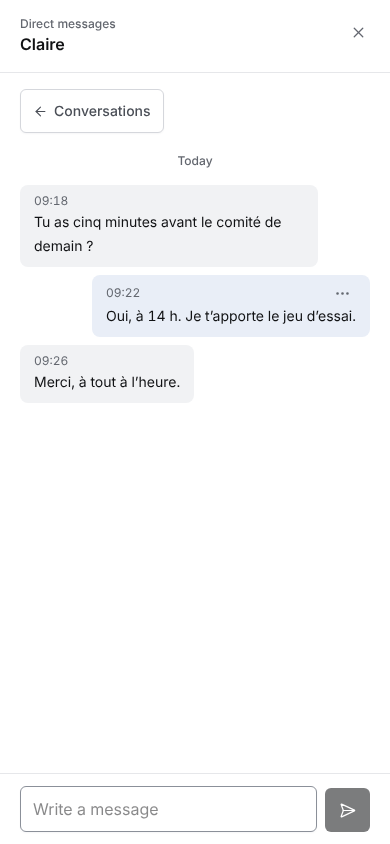 Direct messages
Claire
Conversations
Today
09:18
Tu as cinq minutes avant le comité de
demain ?
09:22
Oui, à 14 h. Je t’apporte le jeu d’essai.
09:26
Merci, à tout à l’heure.
Write a message